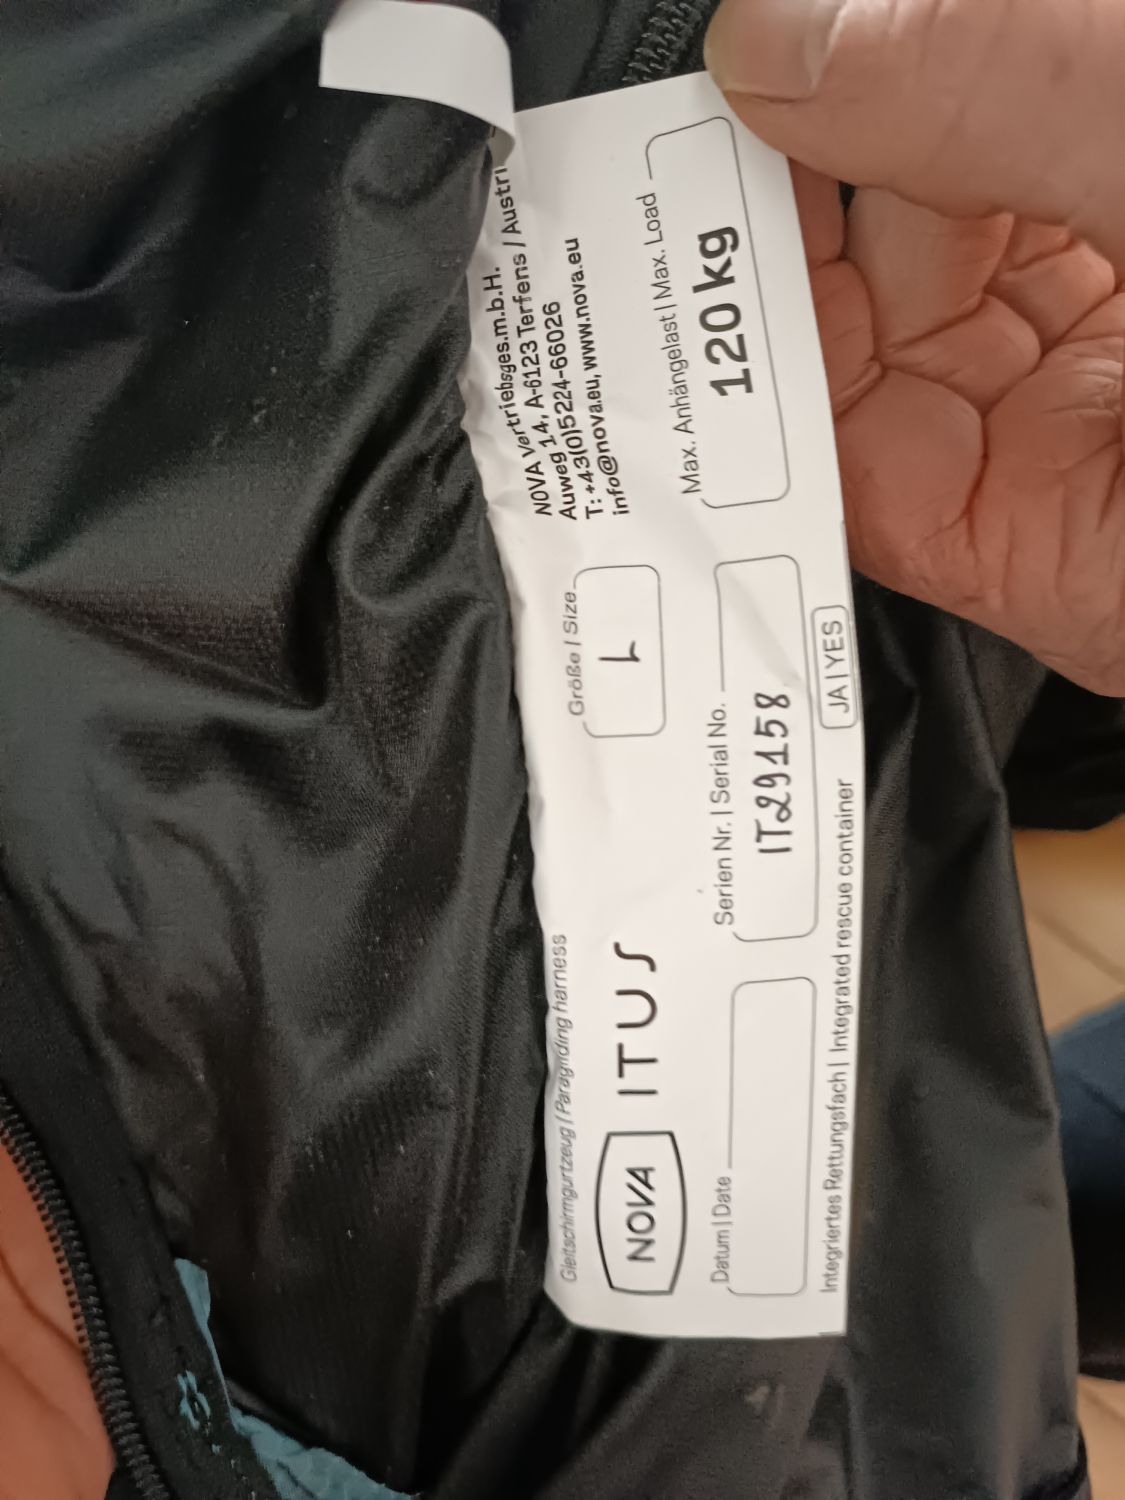 Gleitschirmgurtzeug | Paragliding harness
NOVA ITUS
Größe | Size
L
NOVA Vertriebsges.m.b.H.
Auweg 14, A-6123 Terfens / Austri
T: +43(0)5224-66026
info@nova.eu, www.nova.eu
Datum | Date
Serien Nr. | Serial No.
IT29158
Max. Anhängelast | Max. Load
120 kg
Integriertes Rettungsfach | Integrated rescue container
JA | YES